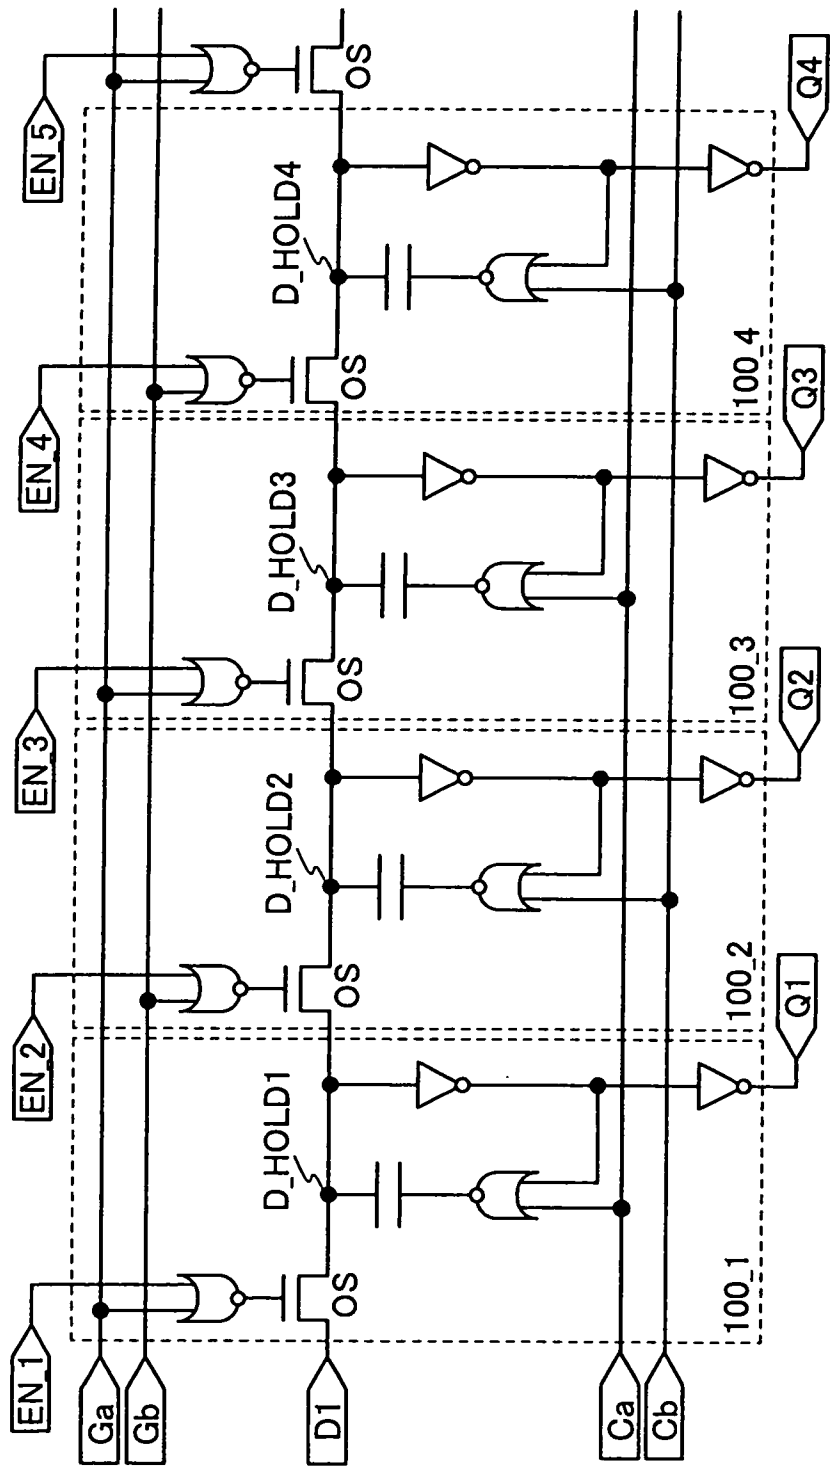 EN_1
EN_2
EN_3
EN_4
EN_5
Ga
Gb
D1
OS
D_HOLD1
OS
D_HOLD2
OS
D_HOLD3
OS
D_HOLD4
OS
Ca
Cb
100_1
100_2
100_3
100_4
Q1
Q2
Q3
Q4